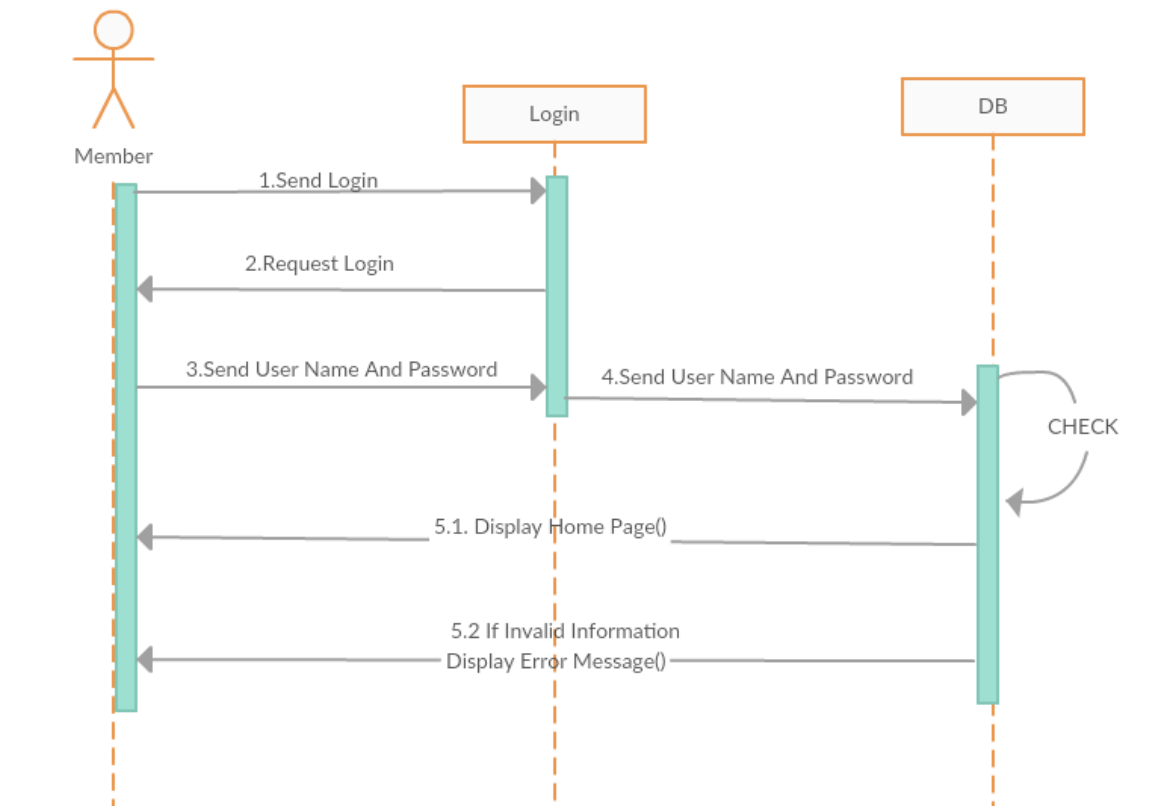 Member
Login
DB
1.Send Login
2.Request Login
3.Send User Name And Password
4.Send User Name And Password
CHECK
5.1. Display Home Page()
5.2 If Invalid Information
Display Error Message()